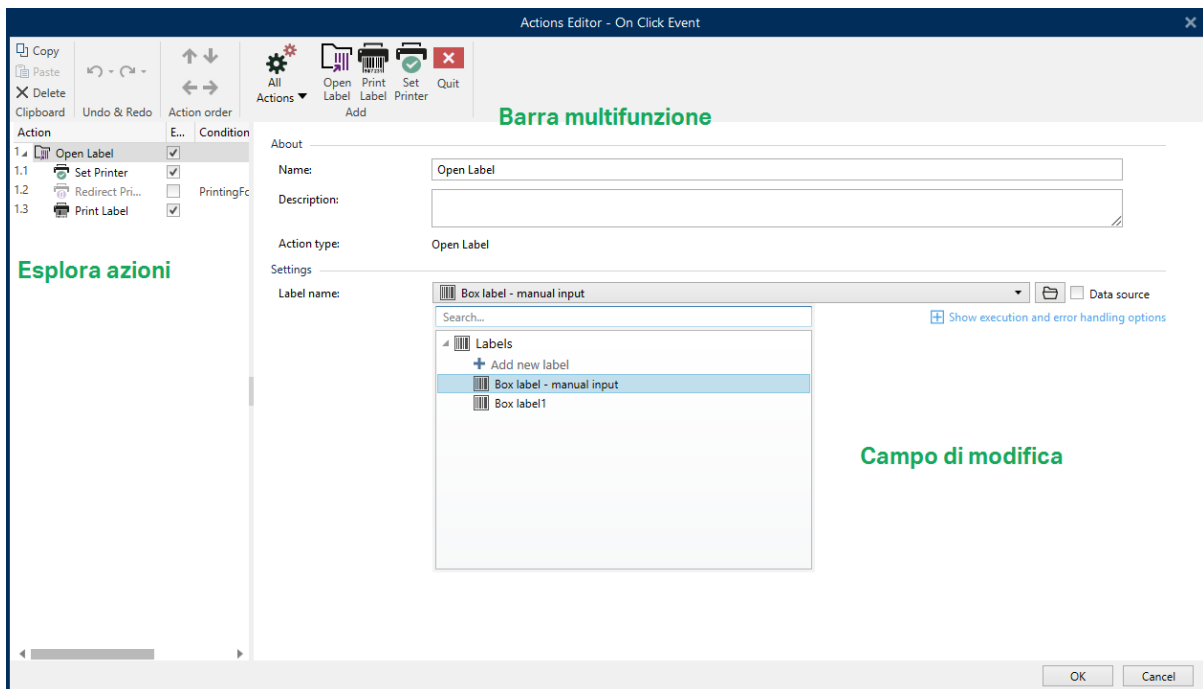 Actions Editor - On Click Event
Copy
Paste
Delete
Clipboard
Undo & Redo
Action order
All Actions
Open Label
Print Label
Set Printer
Quit
Add
Barra multifunzione
Action E... Condition
1 Open Label
1.1 Set Printer
1.2 Redirect Pri... PrintingFo
1.3 Print Label
Esplora azioni
About
Name: Open Label
Description:
Action type: Open Label
Settings
Label name: Box label - manual input Data source
Search...
Show execution and error handling options
Labels
Add new label
Box label - manual input
Box label1
Campo di modifica
OK Cancel